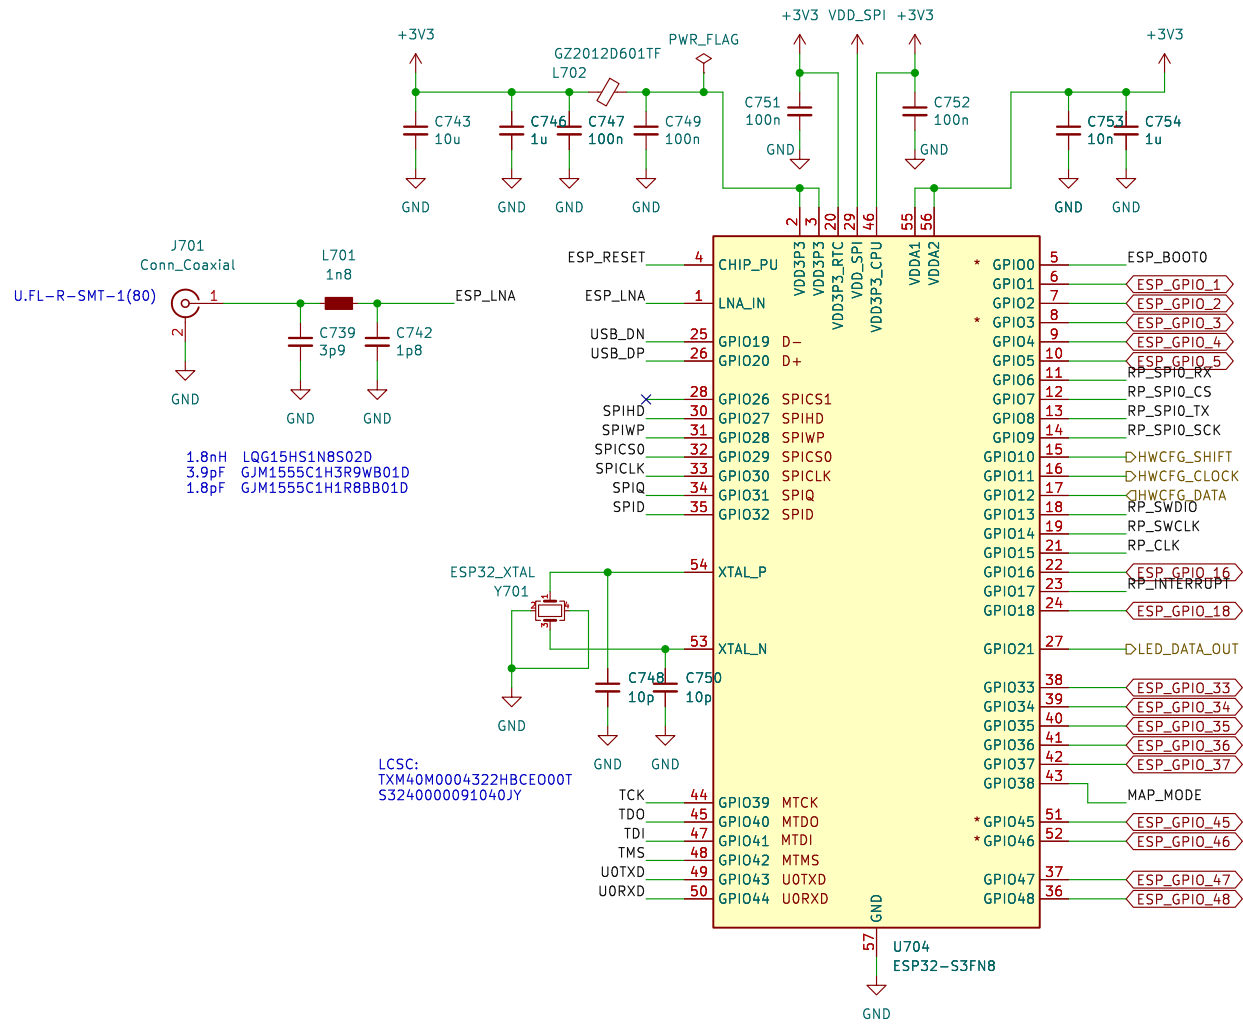 +3V3
GZ2012D601TF
L702
PWR_FLAG
+3V3
VDD_SPI
+3V3
+3V3
C743
10u
C746
1u
C747
100n
C749
100n
C751
100n
C752
100n
C753
10n
C754
1u
GND
GND
GND
GND
GND
GND
GND
GND
2
3
20
29
46
55
56
VDD3P3
VDD3P3
VDD3P3_RTC
VDD_SPI
VDD3P3_CPU
VDDA1
VDDA2
J701
Conn_Coaxial
U.FL-R-SMT-1(80)
1
2
GND
L701
1n8
ESP_LNA
C739
3p9
C742
1p8
GND
GND
1.8nH LQG15HS1N8S02D
3.9pF GJM1555C1H3R9WB01D
1.8pF GJM1555C1H1R8BB01D
ESP_RESET 4 CHIP_PU
ESP_LNA 1 LNA_IN
USB_DN 25 GPIO19 D-
USB_DP 26 GPIO20 D+
28 GPIO26 SPICS1
SPIHD 30 GPIO27 SPIHD
SPIWP 31 GPIO28 SPIWP
SPICS0 32 GPIO29 SPICS0
SPICLK 33 GPIO30 SPICLK
SPIQ 34 GPIO31 SPIQ
SPID 35 GPIO32 SPID
54 XTAL_P
53 XTAL_N
ESP32_XTAL
Y701
1
2
4
3
GND
C748
10p
C750
10p
GND
GND
LCSC:
TXM40M0004322HBCEO00T
S3240000091040JY
TCK 44 GPIO39 MTCK
TDO 45 GPIO40 MTDO
TDI 47 GPIO41 MTDI
TMS 48 GPIO42 MTMS
U0TXD 49 GPIO43 U0TXD
U0RXD 50 GPIO44 U0RXD
* GPIO0 5 ESP_BOOT0
GPIO1 6 ESP_GPIO_1
GPIO2 7 ESP_GPIO_2
* GPIO3 8 ESP_GPIO_3
GPIO4 9 ESP_GPIO_4
GPIO5 10 ESP_GPIO_5
GPIO6 11 RP_SPI0_RX
GPIO7 12 RP_SPI0_CS
GPIO8 13 RP_SPI0_TX
GPIO9 14 RP_SPI0_SCK
GPIO10 15 HWCFG_SHIFT
GPIO11 16 HWCFG_CLOCK
GPIO12 17 HWCFG_DATA
GPIO13 18 RP_SWDIO
GPIO14 19 RP_SWCLK
GPIO15 21 RP_CLK
GPIO16 22 ESP_GPIO_16
GPIO17 23 RP_INTERRUPT
GPIO18 24 ESP_GPIO_18
GPIO21 27 LED_DATA_OUT
GPIO33 38 ESP_GPIO_33
GPIO34 39 ESP_GPIO_34
GPIO35 40 ESP_GPIO_35
GPIO36 41 ESP_GPIO_36
GPIO37 42 ESP_GPIO_37
GPIO38 43 MAP_MODE
* GPIO45 51 ESP_GPIO_45
* GPIO46 52 ESP_GPIO_46
GPIO47 37 ESP_GPIO_47
GPIO48 36 ESP_GPIO_48
GND
57
U704
ESP32-S3FN8
GND